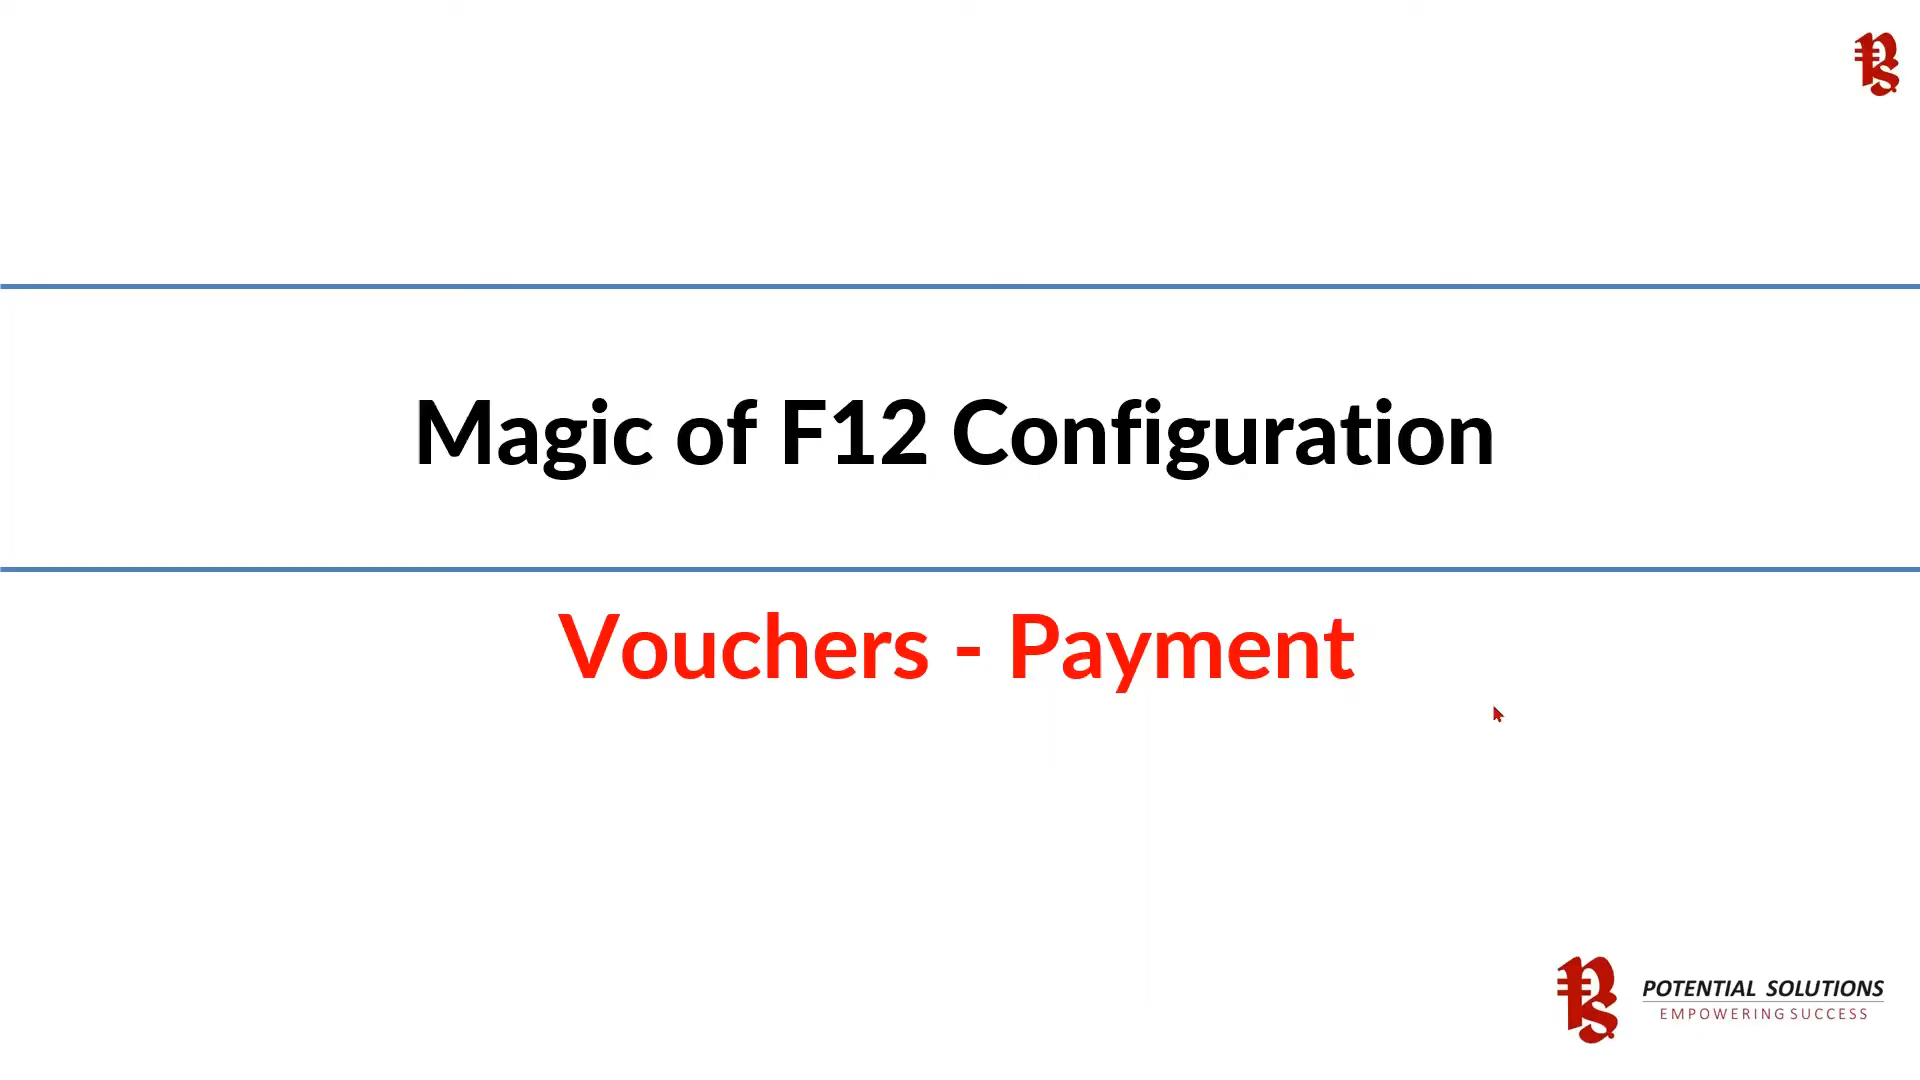 Magic of F12 Configuration
Vouchers - Payment
POTENTIAL SOLUTIONS
EMPOWERING SUCCESS